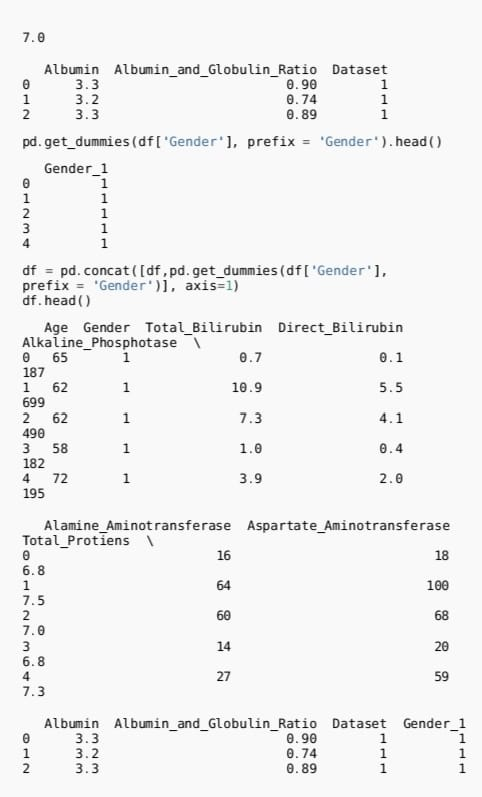 7.0
Albumin Albumin_and_Globulin_Ratio Dataset
0 3.3 0.90 1
1 3.2 0.74 1
2 3.3 0.89 1
pd.get_dummies(df['Gender'], prefix = 'Gender').head()
Gender_1
0 1
1 1
2 1
3 1
4 1
df = pd.concat([df,pd.get_dummies(df['Gender'],
prefix = 'Gender')], axis=1)
df.head()
Age Gender Total_Bilirubin Direct_Bilirubin
Alkaline_Phosphotase \
0 65 1 0.7 0.1
187
1 62 1 10.9 5.5
699
2 62 1 7.3 4.1
490
3 58 1 1.0 0.4
182
4 72 1 3.9 2.0
195
Alamine_Aminotransferase Aspartate_Aminotransferase
Total_Protiens \
0 16 18
6.8
1 64 100
7.5
2 60 68
7.0
3 14 20
6.8
4 27 59
7.3
Albumin Albumin_and_Globulin_Ratio Dataset Gender_1
0 3.3 0.90 1 1
1 3.2 0.74 1 1
2 3.3 0.89 1 1